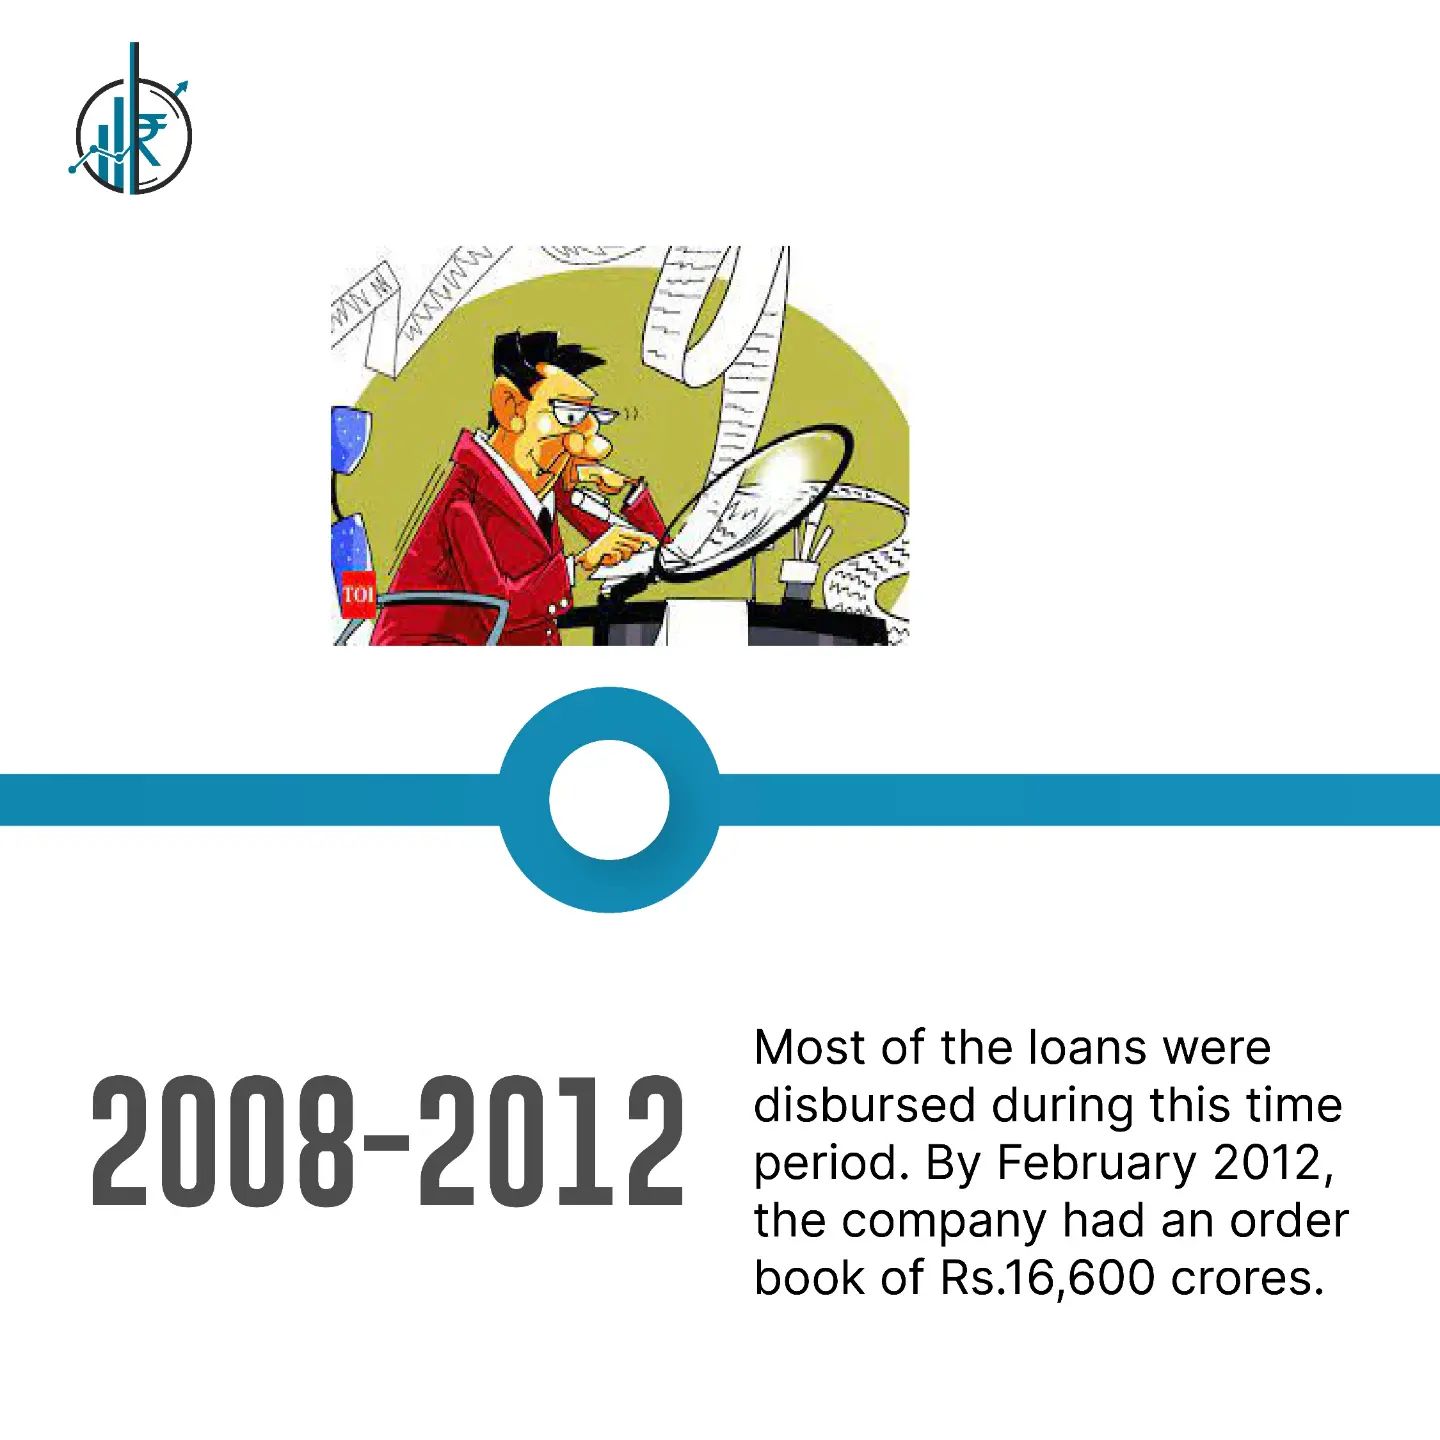 TOI
2008-2012
Most of the loans were
disbursed during this time
period. By February 2012,
the company had an order
book of Rs.16,600 crores.